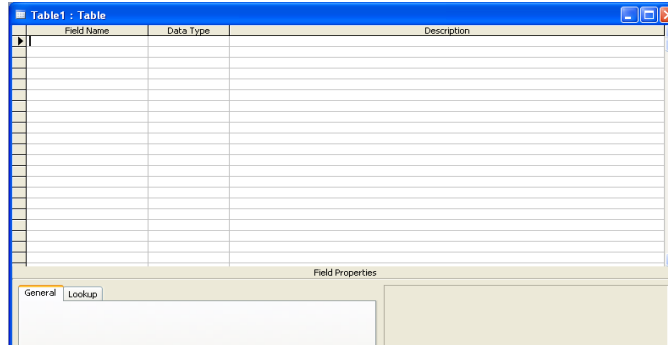 Table1 : Table
Field Name Data Type Description
Field Properties
General Lookup